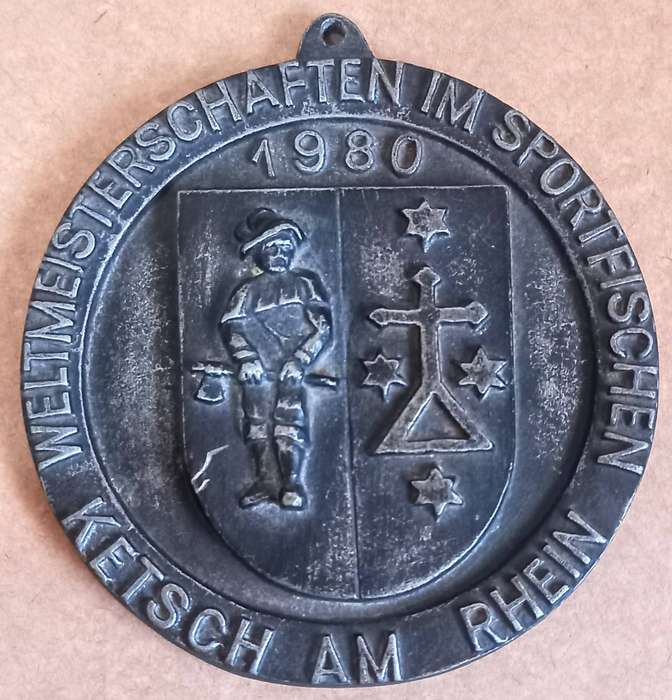 WELTMEISTERSCHAFTEN IM SPORTFISCHEN
1980
KETSCH AM RHEIN